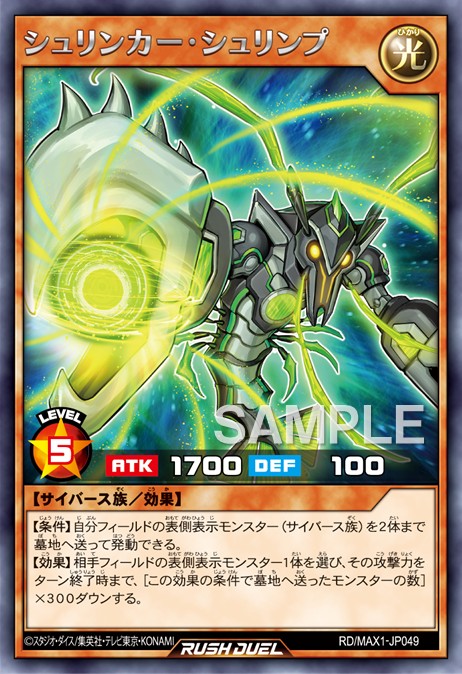 シュリンカー・シュリンプ
ひかり
光
SAMPLE
LEVEL
5
ATK 1700 DEF 100
【サイバース族／効果】
【条件】自分フィールドの表側表示モンスター（サイバース族）を2体まで
墓地へ送って発動できる。
【効果】相手フィールドの表側表示モンスター1体を選び、その攻撃力を
ターン終了時まで、[この効果の条件で墓地へ送ったモンスターの数]
×300ダウンする。
©スタジオ・ダイス/集英社・テレビ東京・KONAMI RUSH DUEL RD/MAX1-JP049